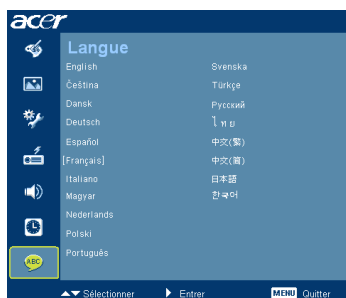 acer
Langue
English
Čeština
Dansk
Deutsch
Español
[Français]
Italiano
Magyar
Nederlands
Polski
Português
Svenska
Türkçe
Русский
ไทย
中文(繁)
中文(简)
日本語
한국어
ABC
Sélectionner Entrer MENU Quitter